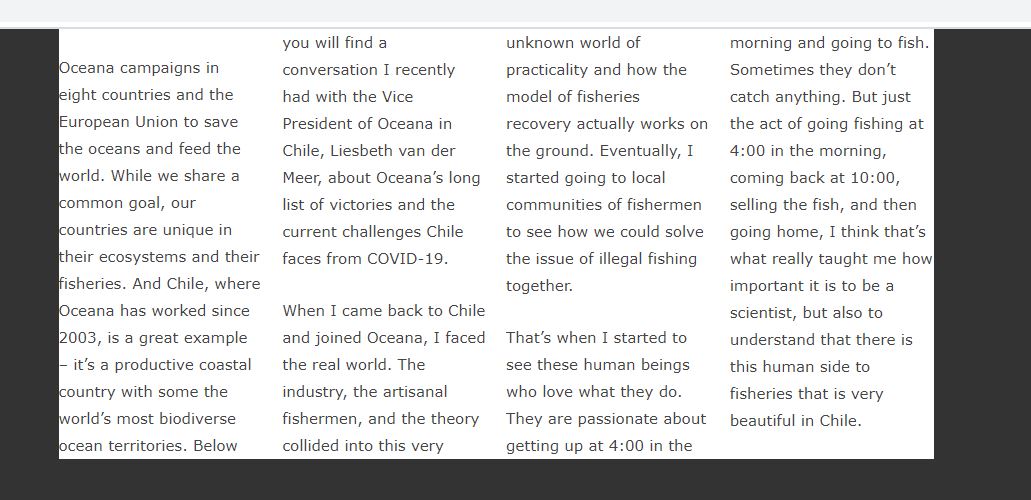 Oceana campaigns in
eight countries and the
European Union to save
the oceans and feed the
world. While we share a
common goal, our
countries are unique in
their ecosystems and their
fisheries. And Chile, where
Oceana has worked since
2003, is a great example
– it’s a productive coastal
country with some the
world’s most biodiverse
ocean territories. Below
you will find a
conversation I recently
had with the Vice
President of Oceana in
Chile, Liesbeth van der
Meer, about Oceana’s long
list of victories and the
current challenges Chile
faces from COVID-19.
When I came back to Chile
and joined Oceana, I faced
the real world. The
industry, the artisanal
fishermen, and the theory
collided into this very
unknown world of
practicality and how the
model of fisheries
recovery actually works on
the ground. Eventually, I
started going to local
communities of fishermen
to see how we could solve
the issue of illegal fishing
together.
That’s when I started to
see these human beings
who love what they do.
They are passionate about
getting up at 4:00 in the
morning and going to fish.
Sometimes they don’t
catch anything. But just
the act of going fishing at
4:00 in the morning,
coming back at 10:00,
selling the fish, and then
going home, I think that’s
what really taught me how
important it is to be a
scientist, but also to
understand that there is
this human side to
fisheries that is very
beautiful in Chile.